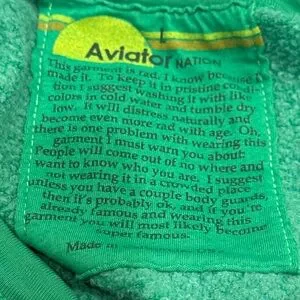 L
Aviator NATION
This garment is rad. I know because I
made it. To keep it in pristine condi-
tion I suggest washing it with like
colors in cold water and tumble dry
low. It will distress naturally and
become even more rad with age. Oh,
there is one problem with wearing this
garment I must warn you about:
People will come out of no where and
want to know who you are. I suggest
not wearing it in a crowded place
unless you have a couple body guards,
then it's probably ok, and if you're
already famous and wearing this
garment you will most likely become
super famous.
Made in